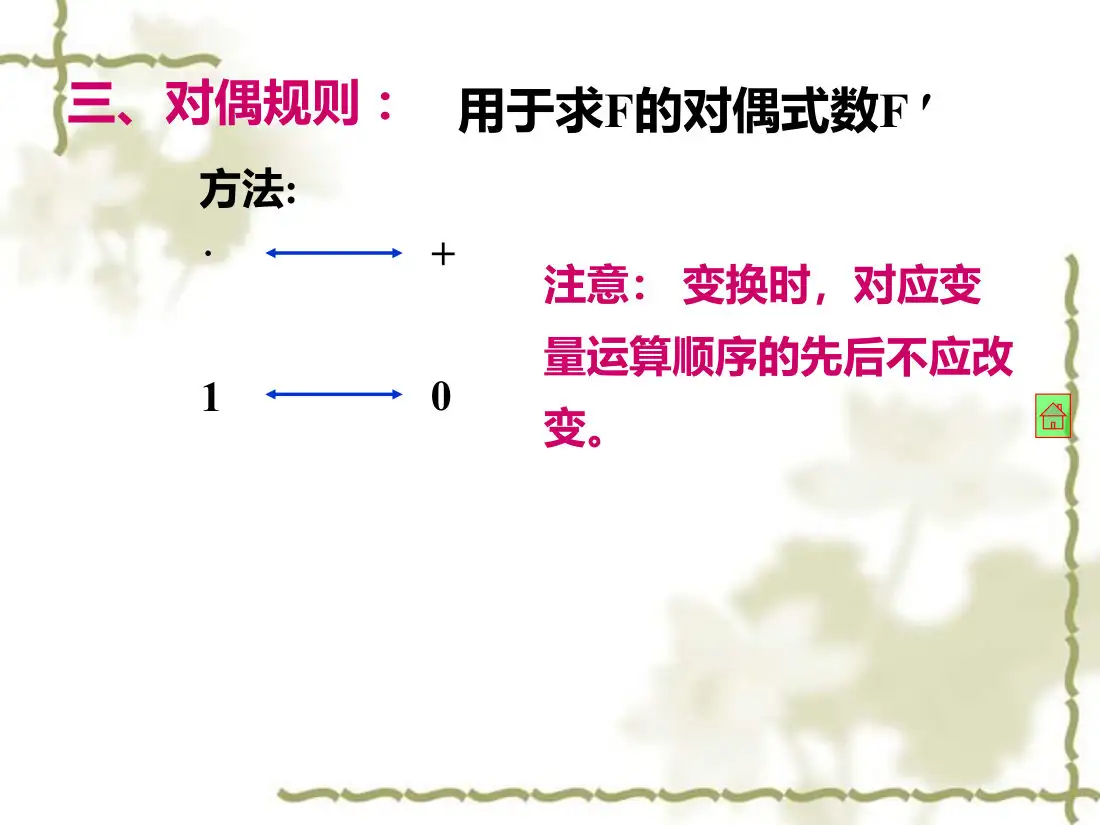 三、对偶规则：
用于求F的对偶式数F′
方法:
· +
1 0
注意： 变换时，对应变
量运算顺序的先后不应改
变。